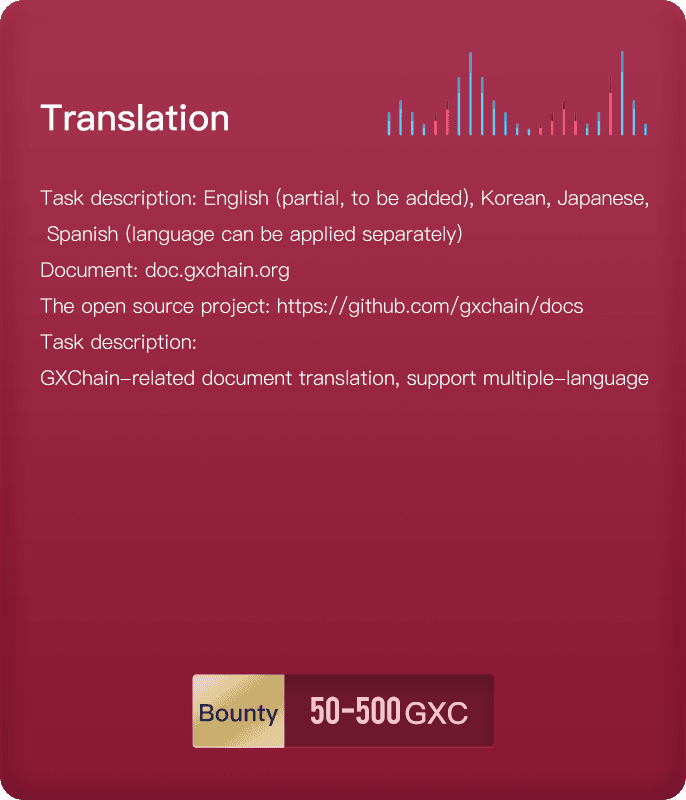 Translation
Task description: English (partial, to be added), Korean, Japanese,
Spanish (language can be applied separately)
Document: doc.gxchain.org
The open source project: https://github.com/gxchain/docs
Task description:
GXChain-related document translation, support multiple-language
Bounty 50-500 GXC